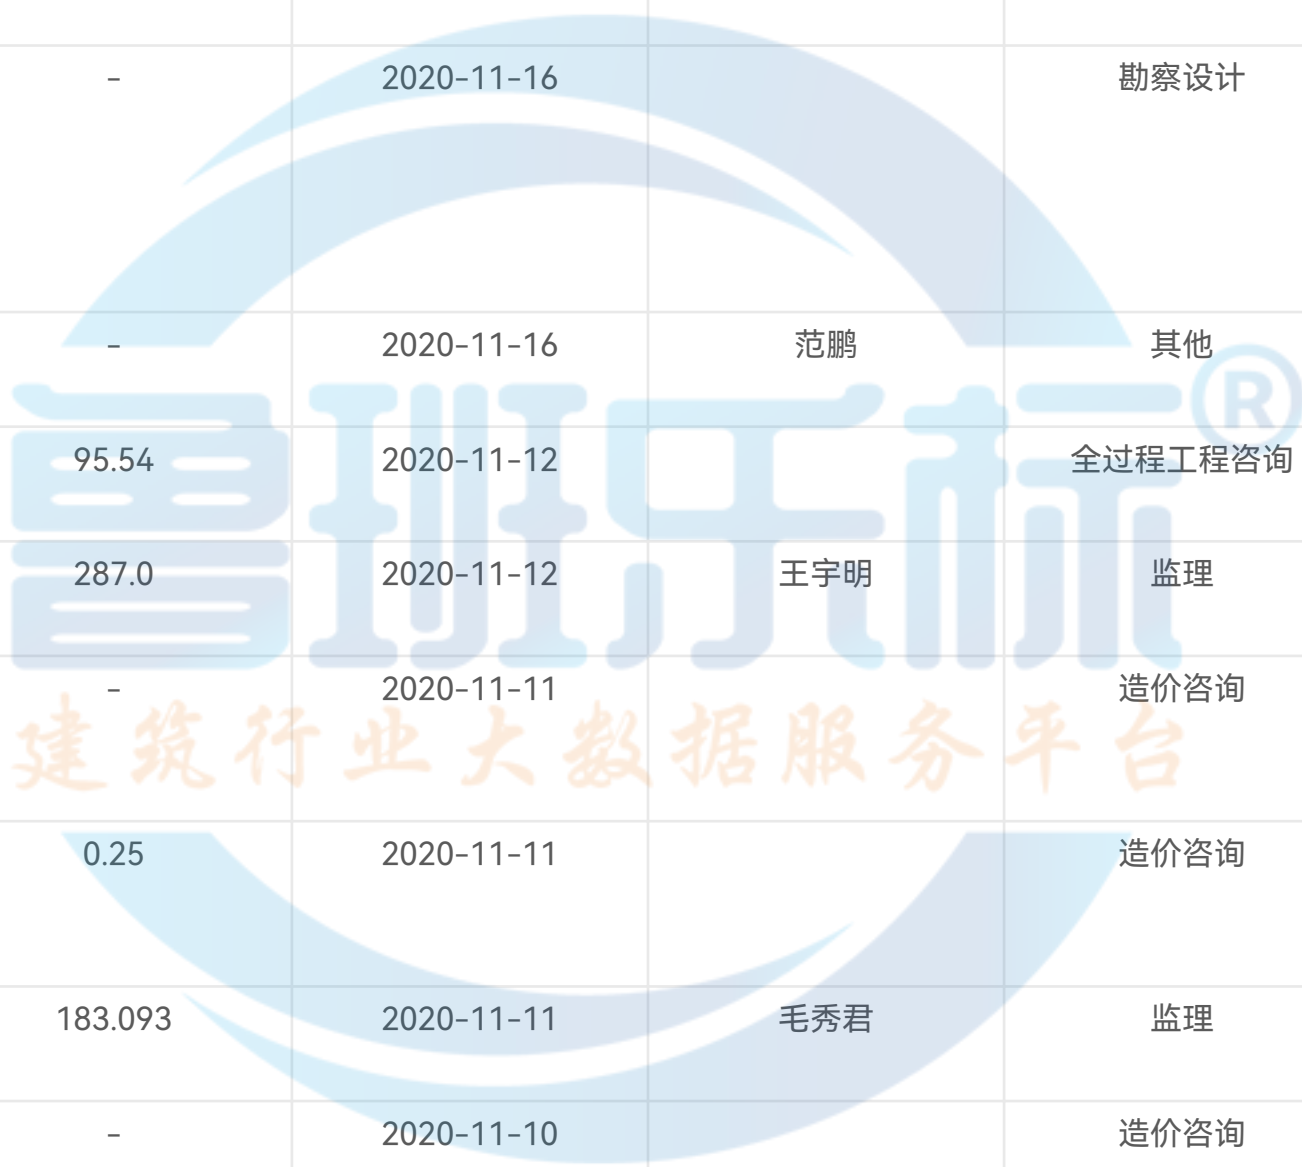 - 2020-11-16 勘察设计
- 2020-11-16 范鹏 其他
95.54 2020-11-12 全过程工程咨询
287.0 2020-11-12 王宇明 监理
- 2020-11-11 造价咨询
0.25 2020-11-11 造价咨询
183.093 2020-11-11 毛秀君 监理
- 2020-11-10 造价咨询
鲁班乐标®
建筑行业大数据服务平台